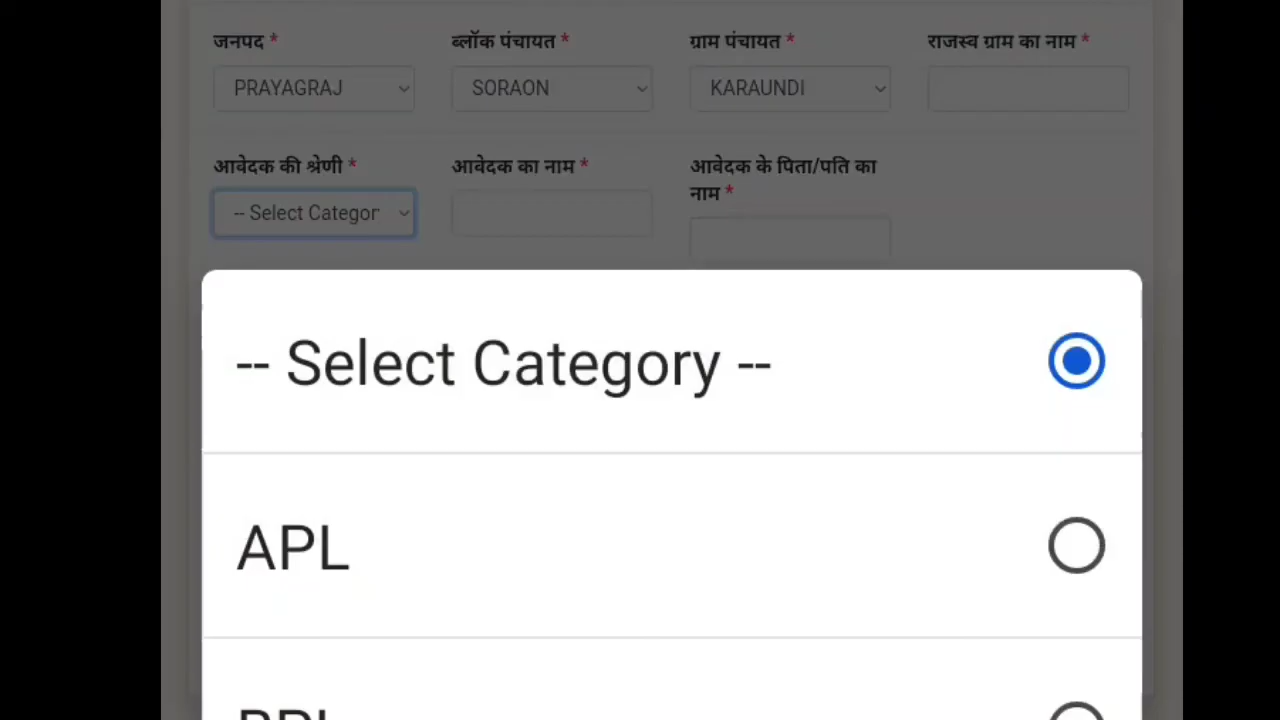 जनपद * ब्लॉक पंचायत * ग्राम पंचायत * राजस्व ग्राम का नाम *
PRAYAGRAJ SORAON KARAUNDI
आवेदक की श्रेणी * आवेदक का नाम * आवेदक के पिता/पति का
नाम *
-- Select Categor
-- Select Category --
APL
BPL